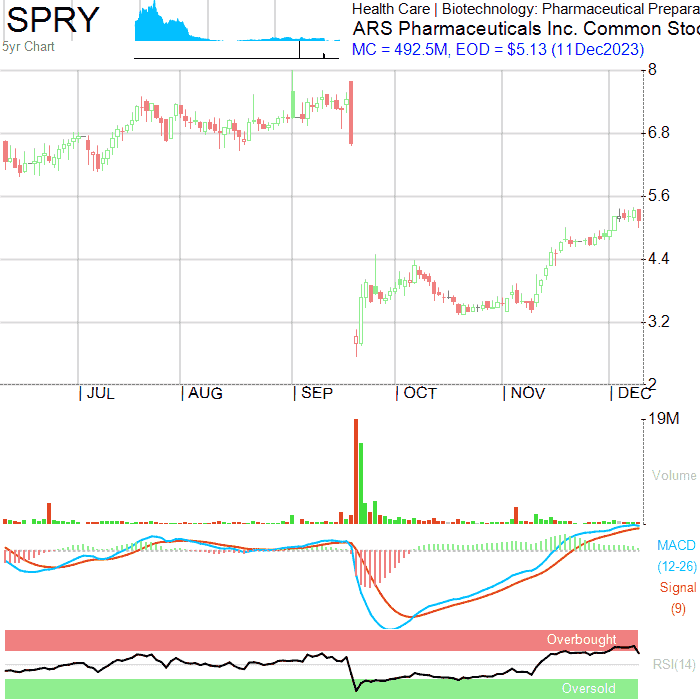 SPRY
5yr Chart
Health Care | Biotechnology: Pharmaceutical Prepara
ARS Pharmaceuticals Inc. Common Stoc
MC = 492.5M, EOD = $5.13 (11Dec2023)
8
6.8
5.6
4.4
3.2
2
JUL AUG SEP OCT NOV DEC
19M
Volume
MACD
(12-26)
Signal
(9)
Overbought
RSI(14)
Oversold